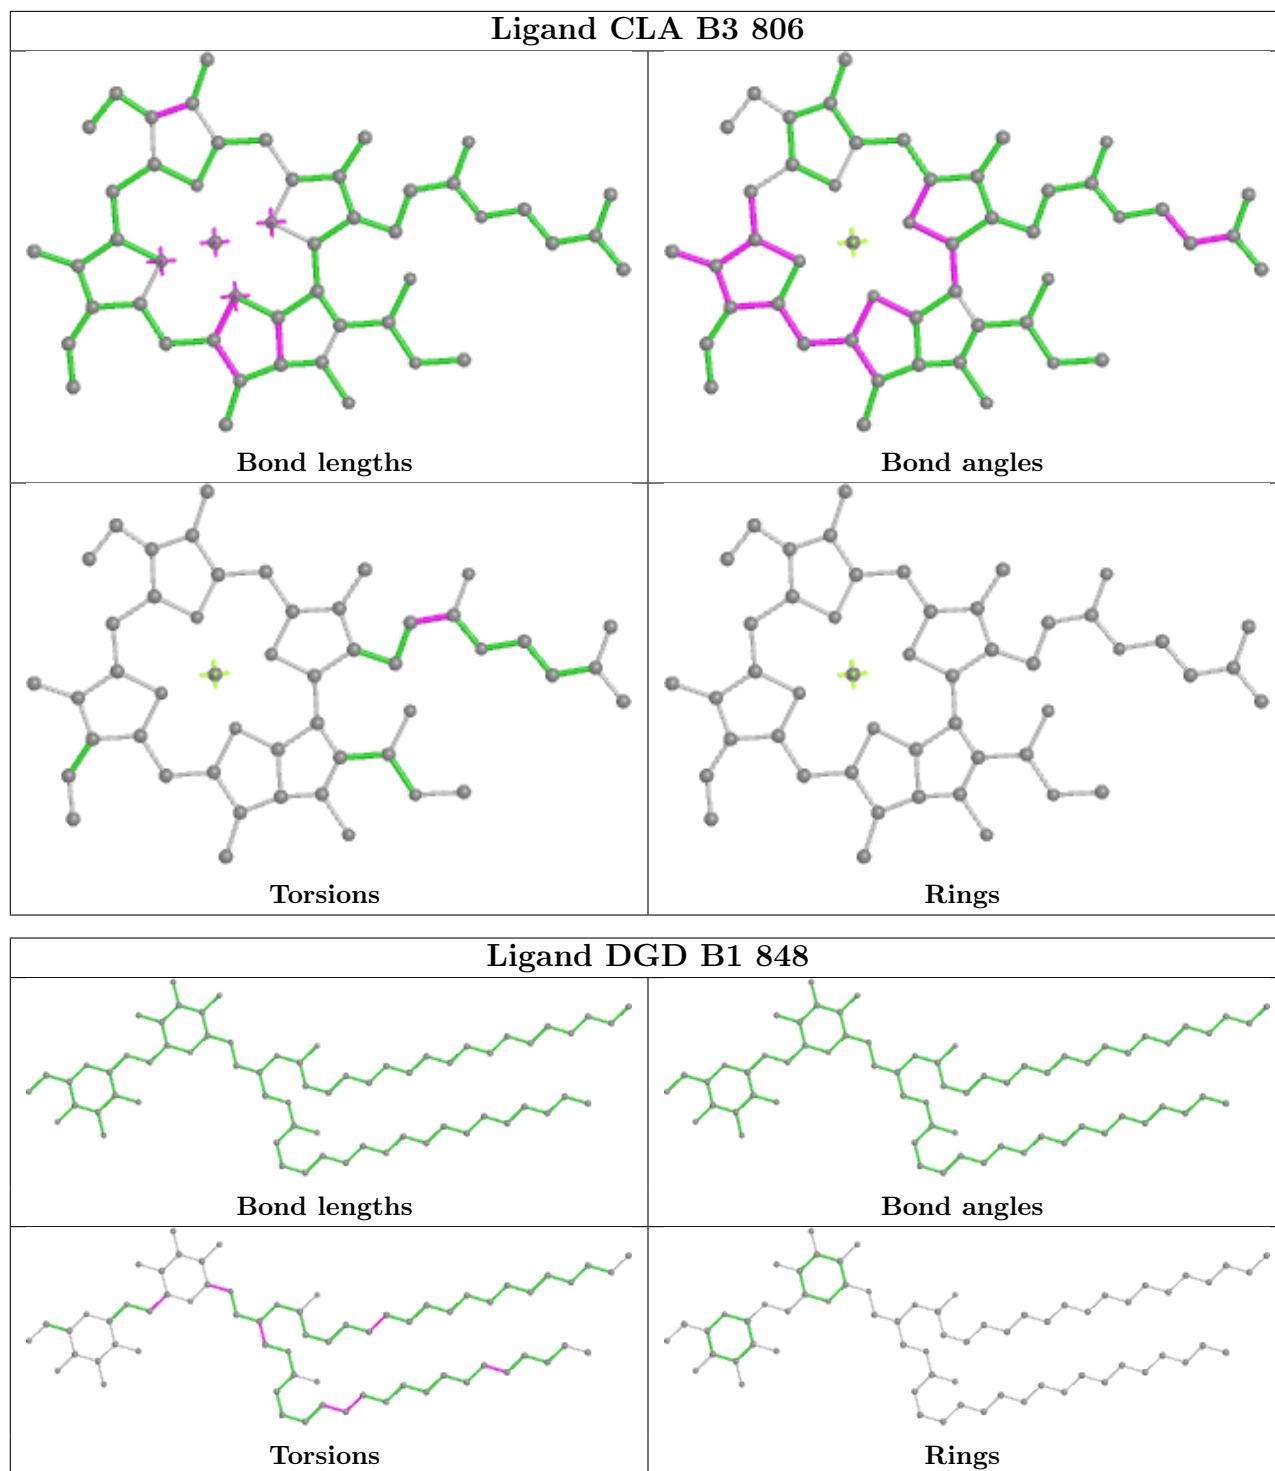 Ligand CLA B3 806
Bond lengths
Bond angles
Torsions
Rings
Ligand DGD B1 848
Bond lengths
Bond angles
Torsions
Rings